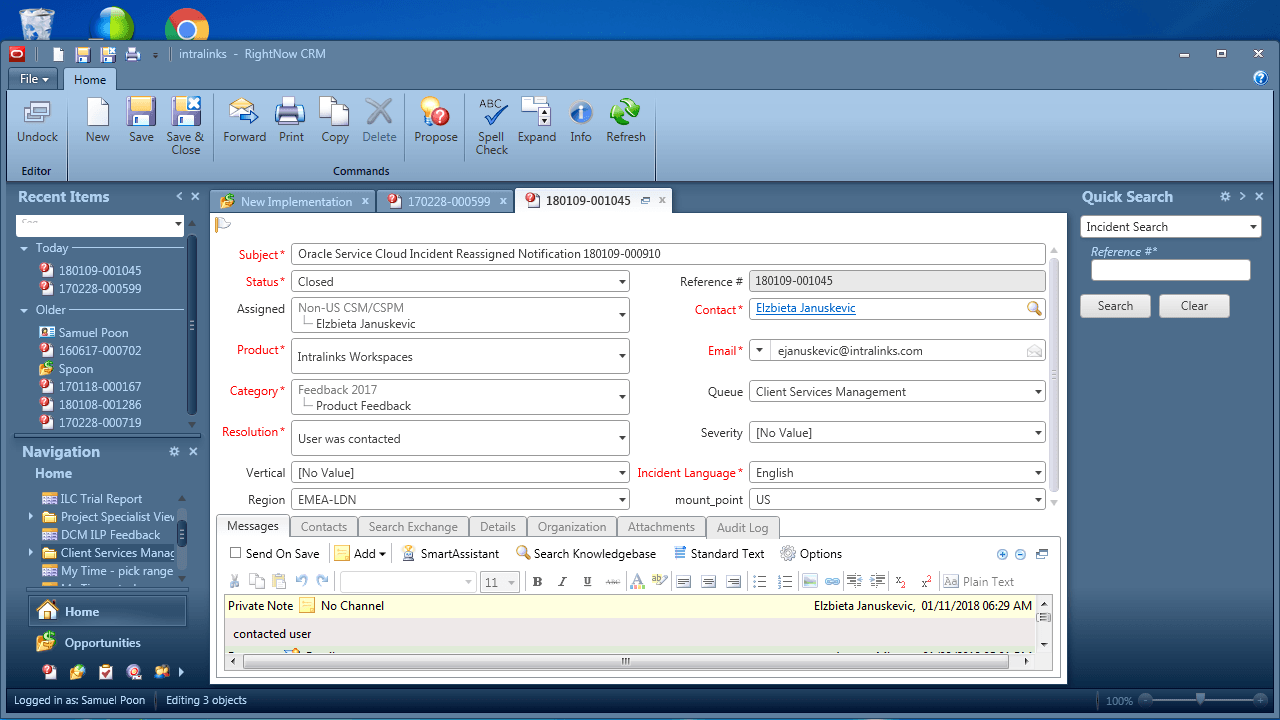 intralinks - RightNow CRM
File
Home
Undock
New
Save
Save & Close
Forward
Print
Copy
Delete
Propose
ABC
Spell Check
Expand
Info
Refresh
Editor
Commands
Recent Items
Today
180109-001045
170228-000599
Older
Samuel Poon
160617-000702
Spoon
170118-000167
180108-001286
170228-000719
Navigation
Home
ILC Trial Report
Project Specialist View
DCM ILP Feedback
Client Services Manag
My Time - pick range
Home
Opportunities
New Implementation
170228-000599
180109-001045
Subject* Oracle Service Cloud Incident Reassigned Notification 180109-000910
Status* Closed
Reference # 180109-001045
Assigned Non-US CSM/CSPM
Elzbieta Januskevic
Contact* Elzbieta Januskevic
Product* Intralinks Workspaces
Email* ejanuskevic@intralinks.com
Category* Feedback 2017
Product Feedback
Queue Client Services Management
Resolution* User was contacted
Severity [No Value]
Vertical [No Value]
Incident Language* English
Region EMEA-LDN
mount_point US
Messages Contacts Search Exchange Details Organization Attachments Audit Log
Send On Save Add SmartAssistant Search Knowledgebase Standard Text Options
11 B I U ABC A ab x2 x2 Aa Plain Text
Private Note No Channel Elzbieta Januskevic, 01/11/2018 06:29 AM
contacted user
Quick Search
Incident Search
Reference #*
Search Clear
Logged in as: Samuel Poon Editing 3 objects 100%